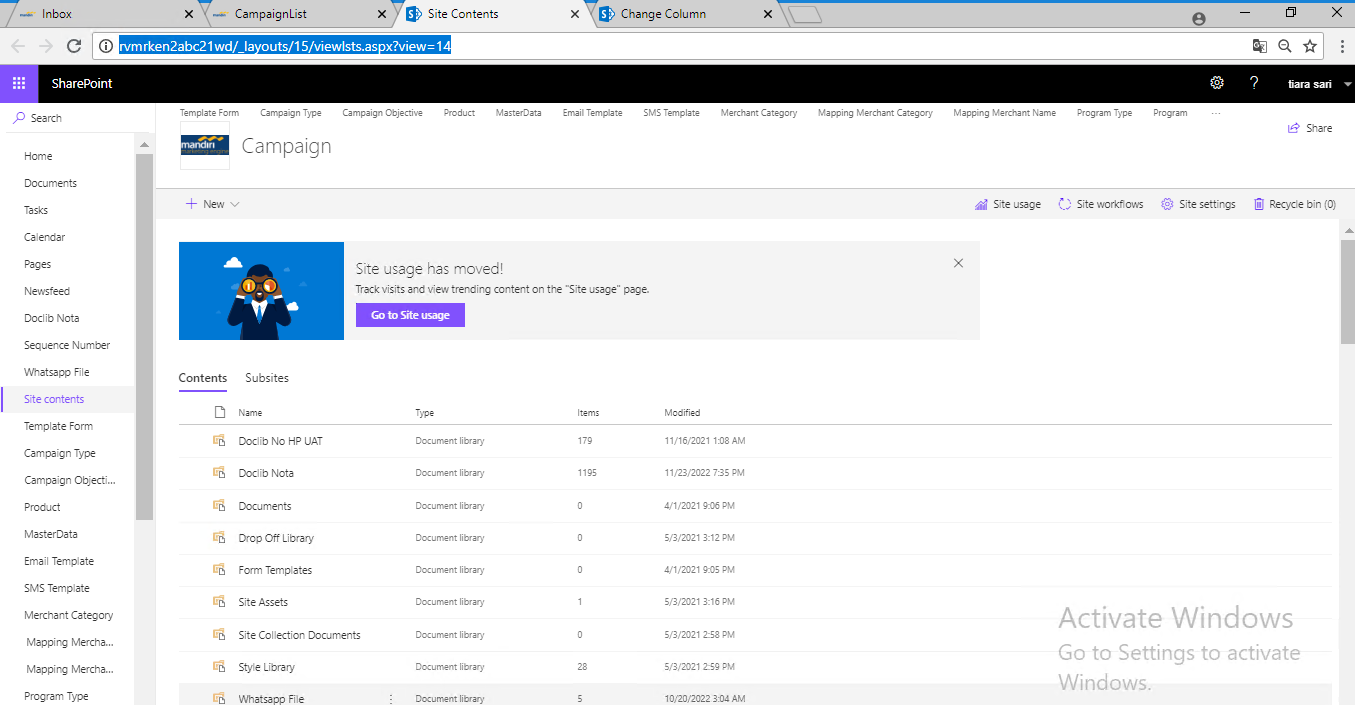 Inbox
CampaignList
Site Contents
Change Column
rvmrken2abc21wd/_layouts/15/viewlsts.aspx?view=14
SharePoint
? tiara sari
Search
Home
Documents
Tasks
Calendar
Pages
Newsfeed
Doclib Nota
Sequence Number
Whatsapp File
Site contents
Template Form
Campaign Type
Campaign Objecti...
Product
MasterData
Email Template
SMS Template
Merchant Category
Mapping Mercha...
Mapping Mercha...
Program Type
Template Form Campaign Type Campaign Objective Product MasterData Email Template SMS Template Merchant Category Mapping Merchant Category Mapping Merchant Name Program Type Program ...
mandiri
marketing engine
Campaign
Share
New
Site usage Site workflows Site settings Recycle bin (0)
Site usage has moved!
Track visits and view trending content on the "Site usage" page.
Go to Site usage
Contents Subsites
Name Type Items Modified
Doclib No HP UAT Document library 179 11/16/2021 1:08 AM
Doclib Nota Document library 1195 11/23/2022 7:35 PM
Documents Document library 0 4/1/2021 9:06 PM
Drop Off Library Document library 0 5/3/2021 3:12 PM
Form Templates Document library 0 4/1/2021 9:05 PM
Site Assets Document library 1 5/3/2021 3:16 PM
Site Collection Documents Document library 0 5/3/2021 2:58 PM
Style Library Document library 28 5/3/2021 2:59 PM
Whatsapp File Document library 5 10/20/2022 3:04 AM
Activate Windows
Go to Settings to activate
Windows.